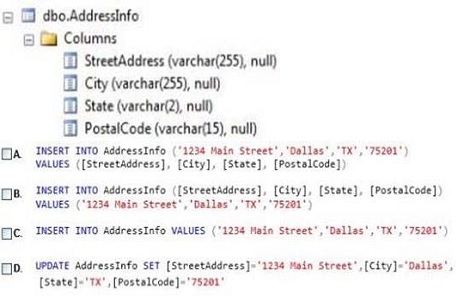 dbo.AddressInfo
Columns
StreetAddress (varchar(255), null)
City (varchar(255), null)
State (varchar(2), null)
PostalCode (varchar(15), null)
A. INSERT INTO AddressInfo ('1234 Main Street','Dallas','TX','75201')
VALUES ([StreetAddress], [City], [State], [PostalCode])
B. INSERT INTO AddressInfo ([StreetAddress], [City], [State], [PostalCode])
VALUES ('1234 Main Street','Dallas','TX','75201')
C. INSERT INTO AddressInfo VALUES ('1234 Main Street','Dallas','TX','75201')
D. UPDATE AddressInfo SET [StreetAddress]='1234 Main Street',[City]='Dallas',
[State]='TX',[PostalCode]='75201'